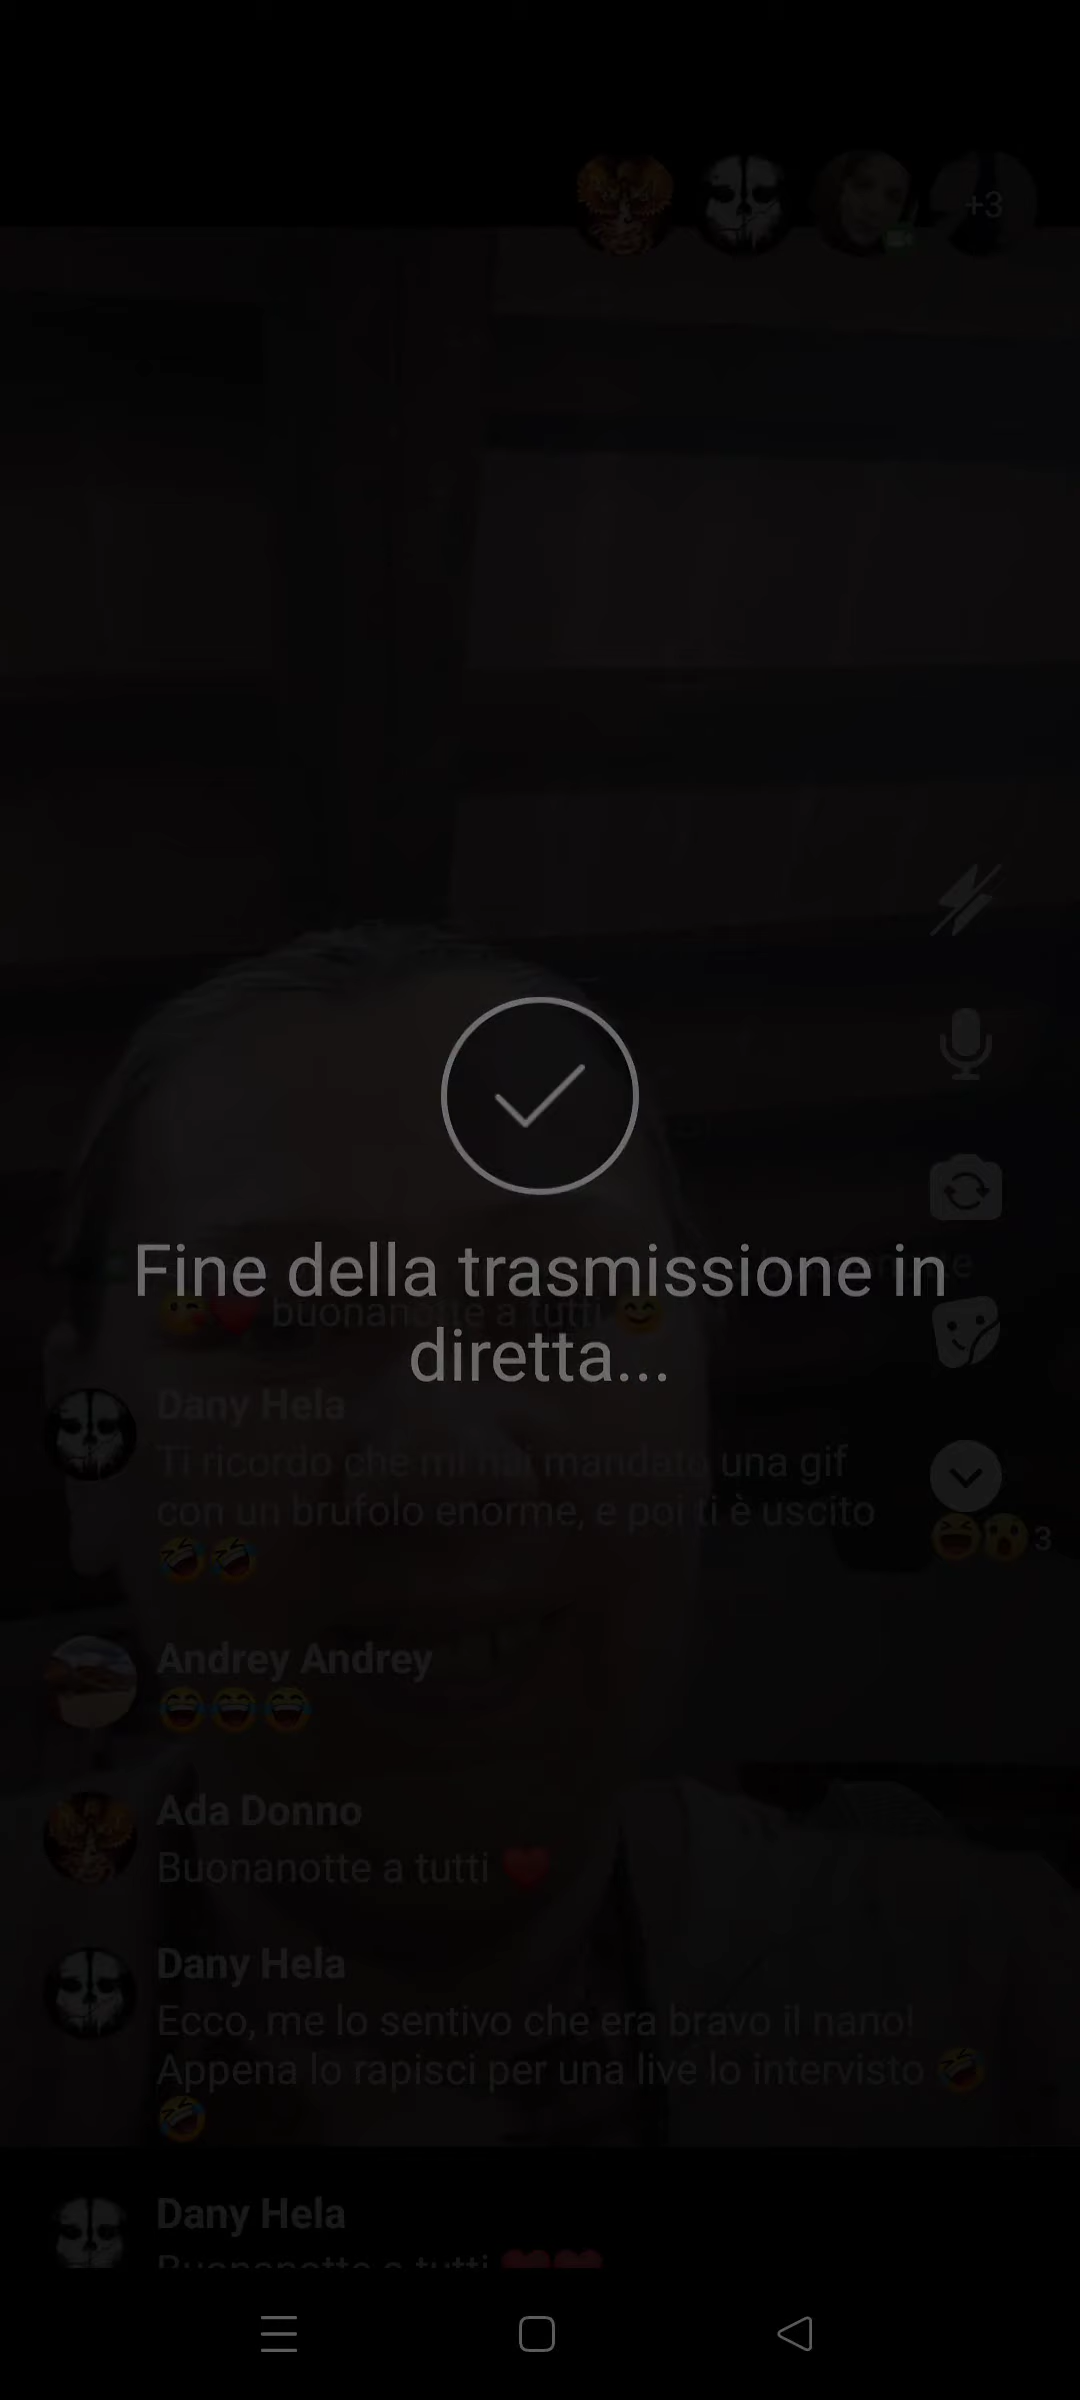 +3
Fine della trasmissione in
diretta...
buonanotte a tutti
Dany Hela
Ti ricordo che mi hai mandato una gif
con un brufolo enorme, e poi ti è uscito
3
Andrey Andrey
Ada Donno
Buonanotte a tutti
Dany Hela
Ecco, me lo sentivo che era bravo il nano!
Appena lo rapisci per una live lo intervisto
Dany Hela
Buonanotte a tutti